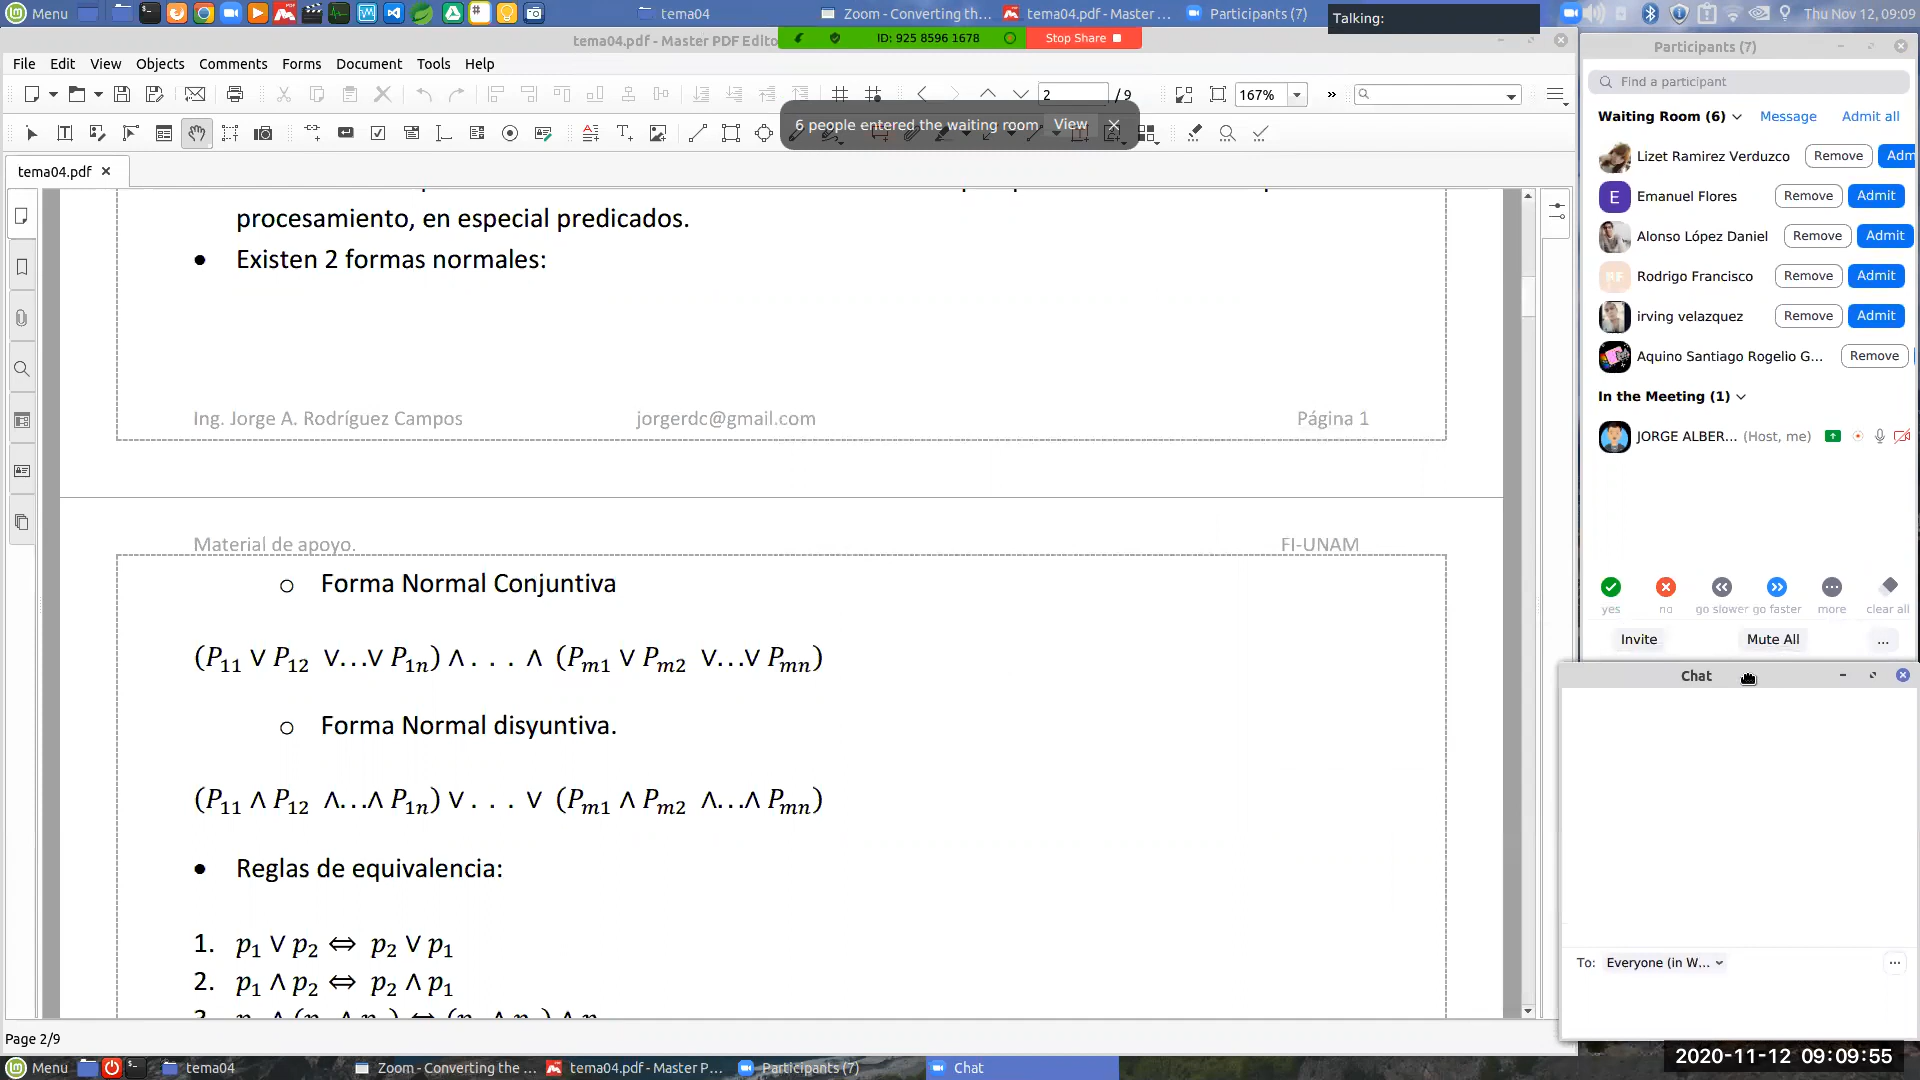 Menu
tema04
Zoom - Converting th...
tema04.pdf - Master ...
Participants (7)
Talking:
Thu Nov 12, 09:09
tema04.pdf - Master PDF Edito
ID: 925 8596 1678
Stop Share
File Edit View Objects Comments Forms Document Tools Help
2 / 9
167%
6 people entered the waiting room View
tema04.pdf
procesamiento, en especial predicados.
• Existen 2 formas normales:
Ing. Jorge A. Rodríguez Campos jorgerdc@gmail.com Página 1
Material de apoyo. FI-UNAM
o Forma Normal Conjuntiva
(P₁₁ ∨ P₁₂ ∨...∨ P₁ₙ) ∧ . . . ∧ (Pₘ₁ ∨ Pₘ₂ ∨...∨ Pₘₙ)
o Forma Normal disyuntiva.
(P₁₁ ∧ P₁₂ ∧...∧ P₁ₙ) ∨ . . . ∨ (Pₘ₁ ∧ Pₘ₂ ∧...∧ Pₘₙ)
• Reglas de equivalencia:
1. p₁ ∨ p₂ ⇔ p₂ ∨ p₁
2. p₁ ∧ p₂ ⇔ p₂ ∧ p₁
Page 2/9
Participants (7)
Find a participant
Waiting Room (6) Message Admit all
Lizet Ramirez Verduzco Remove Adm
E Emanuel Flores Remove Admit
Alonso López Daniel Remove Admit
RF Rodrigo Francisco Remove Admit
irving velazquez Remove Admit
Aquino Santiago Rogelio G... Remove
In the Meeting (1)
JORGE ALBER... (Host, me)
yes no go slower go faster more clear all
Invite Mute All ...
Chat
To: Everyone (in W...
Menu
tema04
Zoom - Converting the ...
tema04.pdf - Master P...
Participants (7)
Chat
2020-11-12 09:09:55